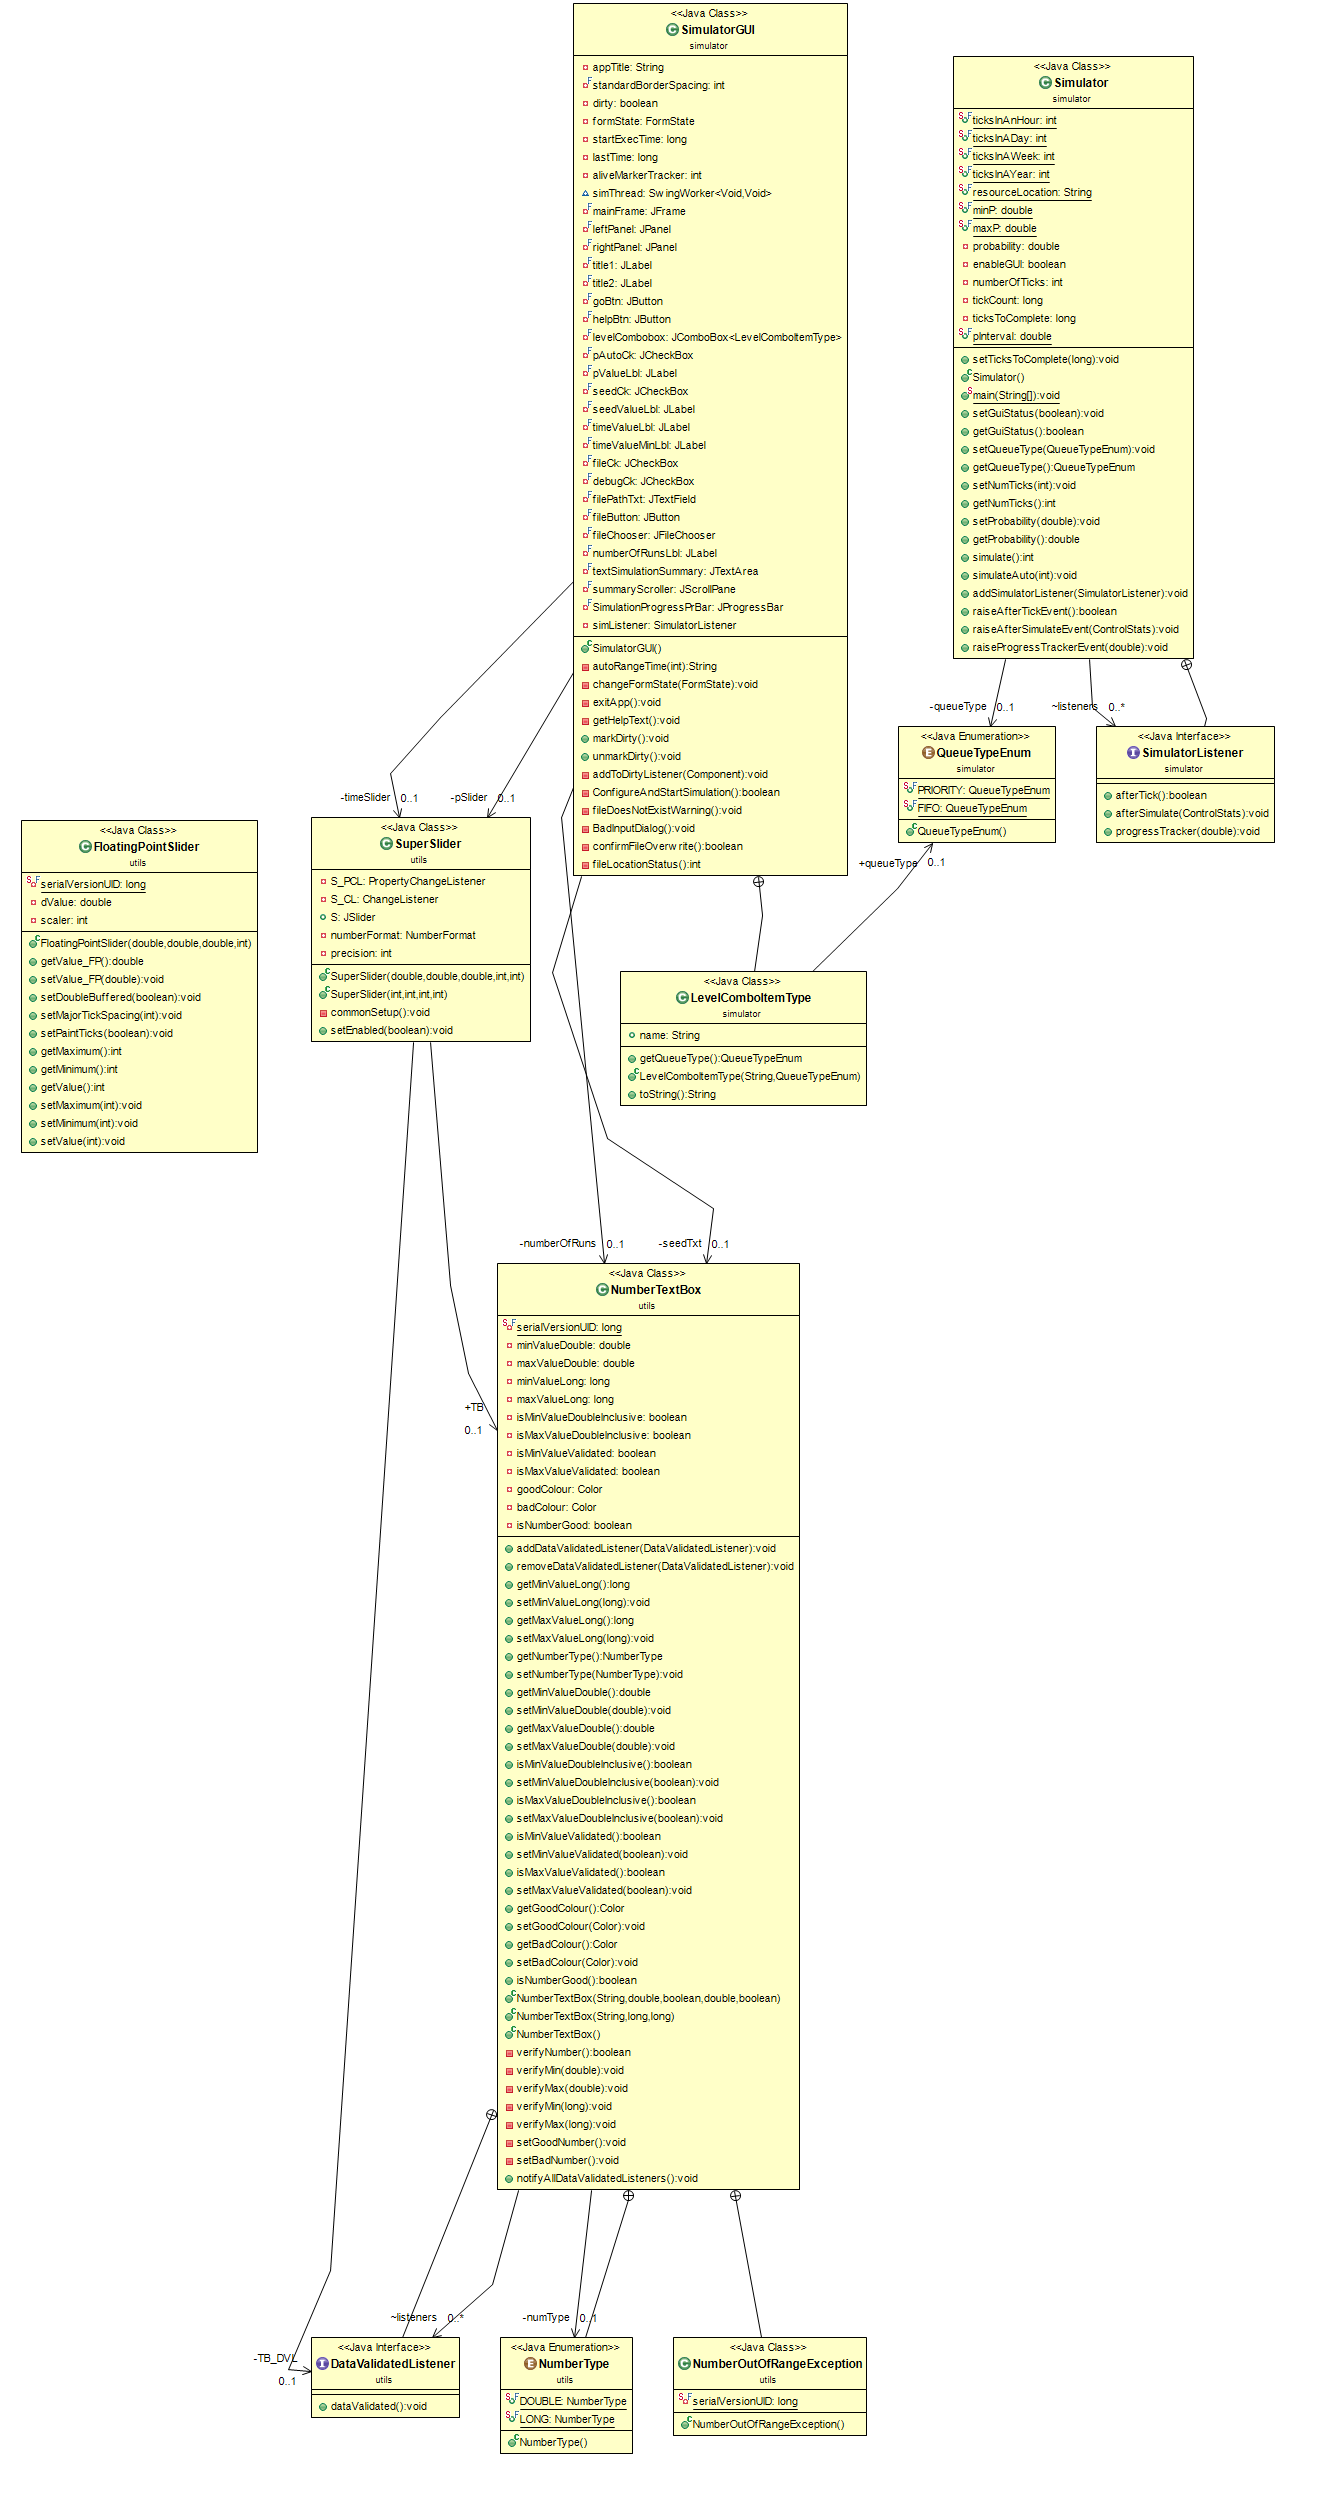 <<Java Class>>
SimulatorGUI
simulator
appTitle: String
standardBorderSpacing: int
dirty: boolean
formState: FormState
startExecTime: long
lastTime: long
aliveMarkerTracker: int
simThread: SwingWorker<Void,Void>
mainFrame: JFrame
leftPanel: JPanel
rightPanel: JPanel
title1: JLabel
title2: JLabel
goBtn: JButton
helpBtn: JButton
levelCombobox: JComboBox<LevelComboItemType>
pAutoCk: JCheckBox
pValueLbl: JLabel
seedCk: JCheckBox
seedValueLbl: JLabel
timeValueLbl: JLabel
timeValueMinLbl: JLabel
fileCk: JCheckBox
debugCk: JCheckBox
filePathTxt: JTextField
fileButton: JButton
fileChooser: JFileChooser
numberOfRunsLbl: JLabel
textSimulationSummary: JTextArea
summaryScroller: JScrollPane
SimulationProgressPrBar: JProgressBar
simListener: SimulatorListener
SimulatorGUI()
autoRangeTime(int):String
changeFormState(FormState):void
exitApp():void
getHelpText():void
markDirty():void
unmarkDirty():void
addToDirtyListener(Component):void
ConfigureAndStartSimulation():boolean
fileDoesNotExistWarning():void
BadInputDialog():void
confirmFileOverwrite():boolean
fileLocationStatus():int
<<Java Class>>
Simulator
simulator
ticksInAnHour: int
ticksInADay: int
ticksInAWeek: int
ticksInAYear: int
resourceLocation: String
minP: double
maxP: double
probability: double
enableGUI: boolean
numberOfTicks: int
tickCount: long
ticksToComplete: long
pInterval: double
setTicksToComplete(long):void
Simulator()
main(String[]):void
setGuiStatus(boolean):void
getGuiStatus():boolean
setQueueType(QueueTypeEnum):void
getQueueType():QueueTypeEnum
setNumTicks(int):void
getNumTicks():int
setProbability(double):void
getProbability():double
simulate():int
simulateAuto(int):void
addSimulatorListener(SimulatorListener):void
raiseAfterTickEvent():boolean
raiseAfterSimulateEvent(ControlStats):void
raiseProgressTrackerEvent(double):void
-queueType 0..1
~listeners 0..*
<<Java Enumeration>>
QueueTypeEnum
simulator
PRIORITY: QueueTypeEnum
FIFO: QueueTypeEnum
QueueTypeEnum()
<<Java Interface>>
SimulatorListener
simulator
afterTick():boolean
afterSimulate(ControlStats):void
progressTracker(double):void
+queueType 0..1
-timeSlider 0..1
-pSlider 0..1
<<Java Class>>
FloatingPointSlider
utils
serialVersionUID: long
dValue: double
scaler: int
FloatingPointSlider(double,double,double,int)
getValue_FP():double
setValue_FP(double):void
setDoubleBuffered(boolean):void
setMajorTickSpacing(int):void
setPaintTicks(boolean):void
getMaximum():int
getMinimum():int
getValue():int
setMaximum(int):void
setMinimum(int):void
setValue(int):void
<<Java Class>>
SuperSlider
utils
S_PCL: PropertyChangeListener
S_CL: ChangeListener
S: JSlider
numberFormat: NumberFormat
precision: int
SuperSlider(double,double,double,int,int)
SuperSlider(int,int,int,int)
commonSetup():void
setEnabled(boolean):void
<<Java Class>>
LevelComboItemType
simulator
name: String
getQueueType():QueueTypeEnum
LevelComboItemType(String,QueueTypeEnum)
toString():String
-numberOfRuns 0..1
-seedTxt 0..1
+TB
0..1
<<Java Class>>
NumberTextBox
utils
serialVersionUID: long
minValueDouble: double
maxValueDouble: double
minValueLong: long
maxValueLong: long
isMinValueDoubleInclusive: boolean
isMaxValueDoubleInclusive: boolean
isMinValueValidated: boolean
isMaxValueValidated: boolean
goodColour: Color
badColour: Color
isNumberGood: boolean
addDataValidatedListener(DataValidatedListener):void
removeDataValidatedListener(DataValidatedListener):void
getMinValueLong():long
setMinValueLong(long):void
getMaxValueLong():long
setMaxValueLong(long):void
getNumberType():NumberType
setNumberType(NumberType):void
getMinValueDouble():double
setMinValueDouble(double):void
getMaxValueDouble():double
setMaxValueDouble(double):void
isMinValueDoubleInclusive():boolean
setMinValueDoubleInclusive(boolean):void
isMaxValueDoubleInclusive():boolean
setMaxValueDoubleInclusive(boolean):void
isMinValueValidated():boolean
setMinValueValidated(boolean):void
isMaxValueValidated():boolean
setMaxValueValidated(boolean):void
getGoodColour():Color
setGoodColour(Color):void
getBadColour():Color
setBadColour(Color):void
isNumberGood():boolean
NumberTextBox(String,double,boolean,double,boolean)
NumberTextBox(String,long,long)
NumberTextBox()
verifyNumber():boolean
verifyMin(double):void
verifyMax(double):void
verifyMin(long):void
verifyMax(long):void
setGoodNumber():void
setBadNumber():void
notifyAllDataValidatedListeners():void
~listeners 0..*
-numType 0..1
-TB_DVL
0..1
<<Java Interface>>
DataValidatedListener
utils
dataValidated():void
<<Java Enumeration>>
NumberType
utils
DOUBLE: NumberType
LONG: NumberType
NumberType()
<<Java Class>>
NumberOutOfRangeException
utils
serialVersionUID: long
NumberOutOfRangeException()